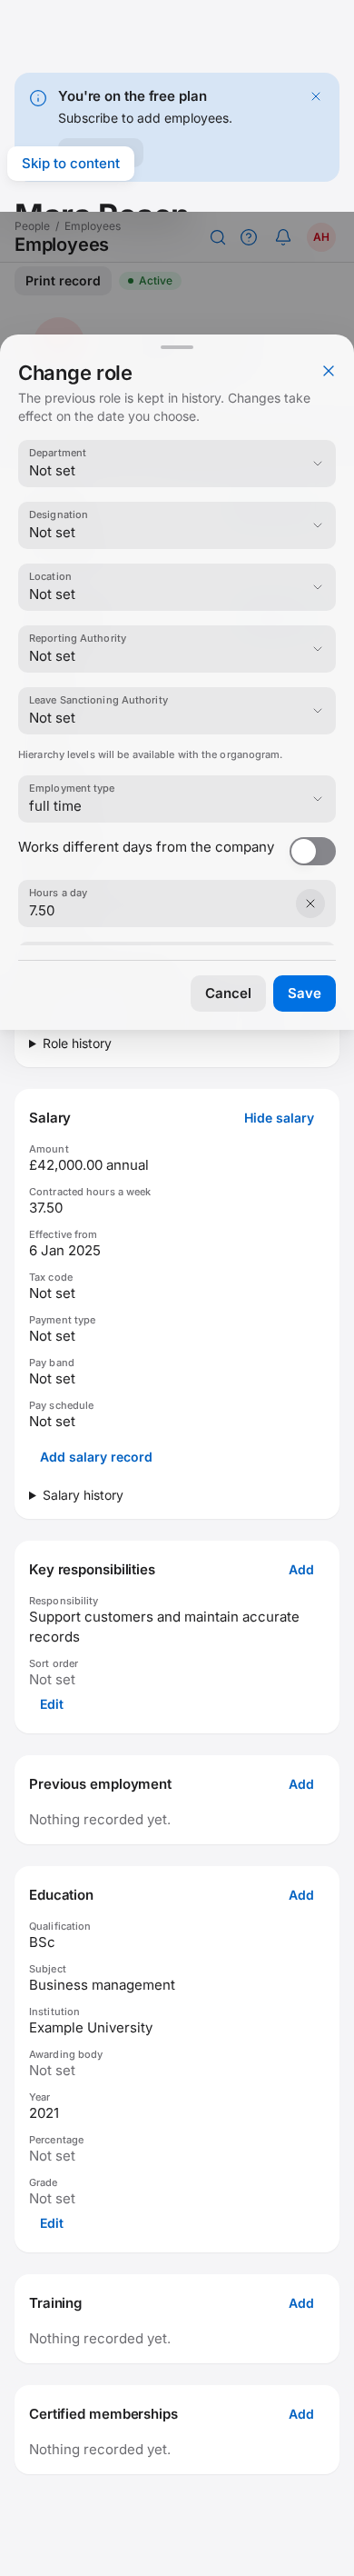 You're on the free plan
Subscribe to add employees.
Skip to content
People / Employees
Employees
AH
Print record
Active
Change role
The previous role is kept in history. Changes take
effect on the date you choose.
Department
Not set
Designation
Not set
Location
Not set
Reporting Authority
Not set
Leave Sanctioning Authority
Not set
Hierarchy levels will be available with the organogram.
Employment type
full time
Works different days from the company
Hours a day
7.50
Cancel
Save
Role history
Salary
Hide salary
Amount
£42,000.00 annual
Contracted hours a week
37.50
Effective from
6 Jan 2025
Tax code
Not set
Payment type
Not set
Pay band
Not set
Pay schedule
Not set
Add salary record
Salary history
Key responsibilities
Add
Responsibility
Support customers and maintain accurate
records
Sort order
Not set
Edit
Previous employment
Add
Nothing recorded yet.
Education
Add
Qualification
BSc
Subject
Business management
Institution
Example University
Awarding body
Not set
Year
2021
Percentage
Not set
Grade
Not set
Edit
Training
Add
Nothing recorded yet.
Certified memberships
Add
Nothing recorded yet.